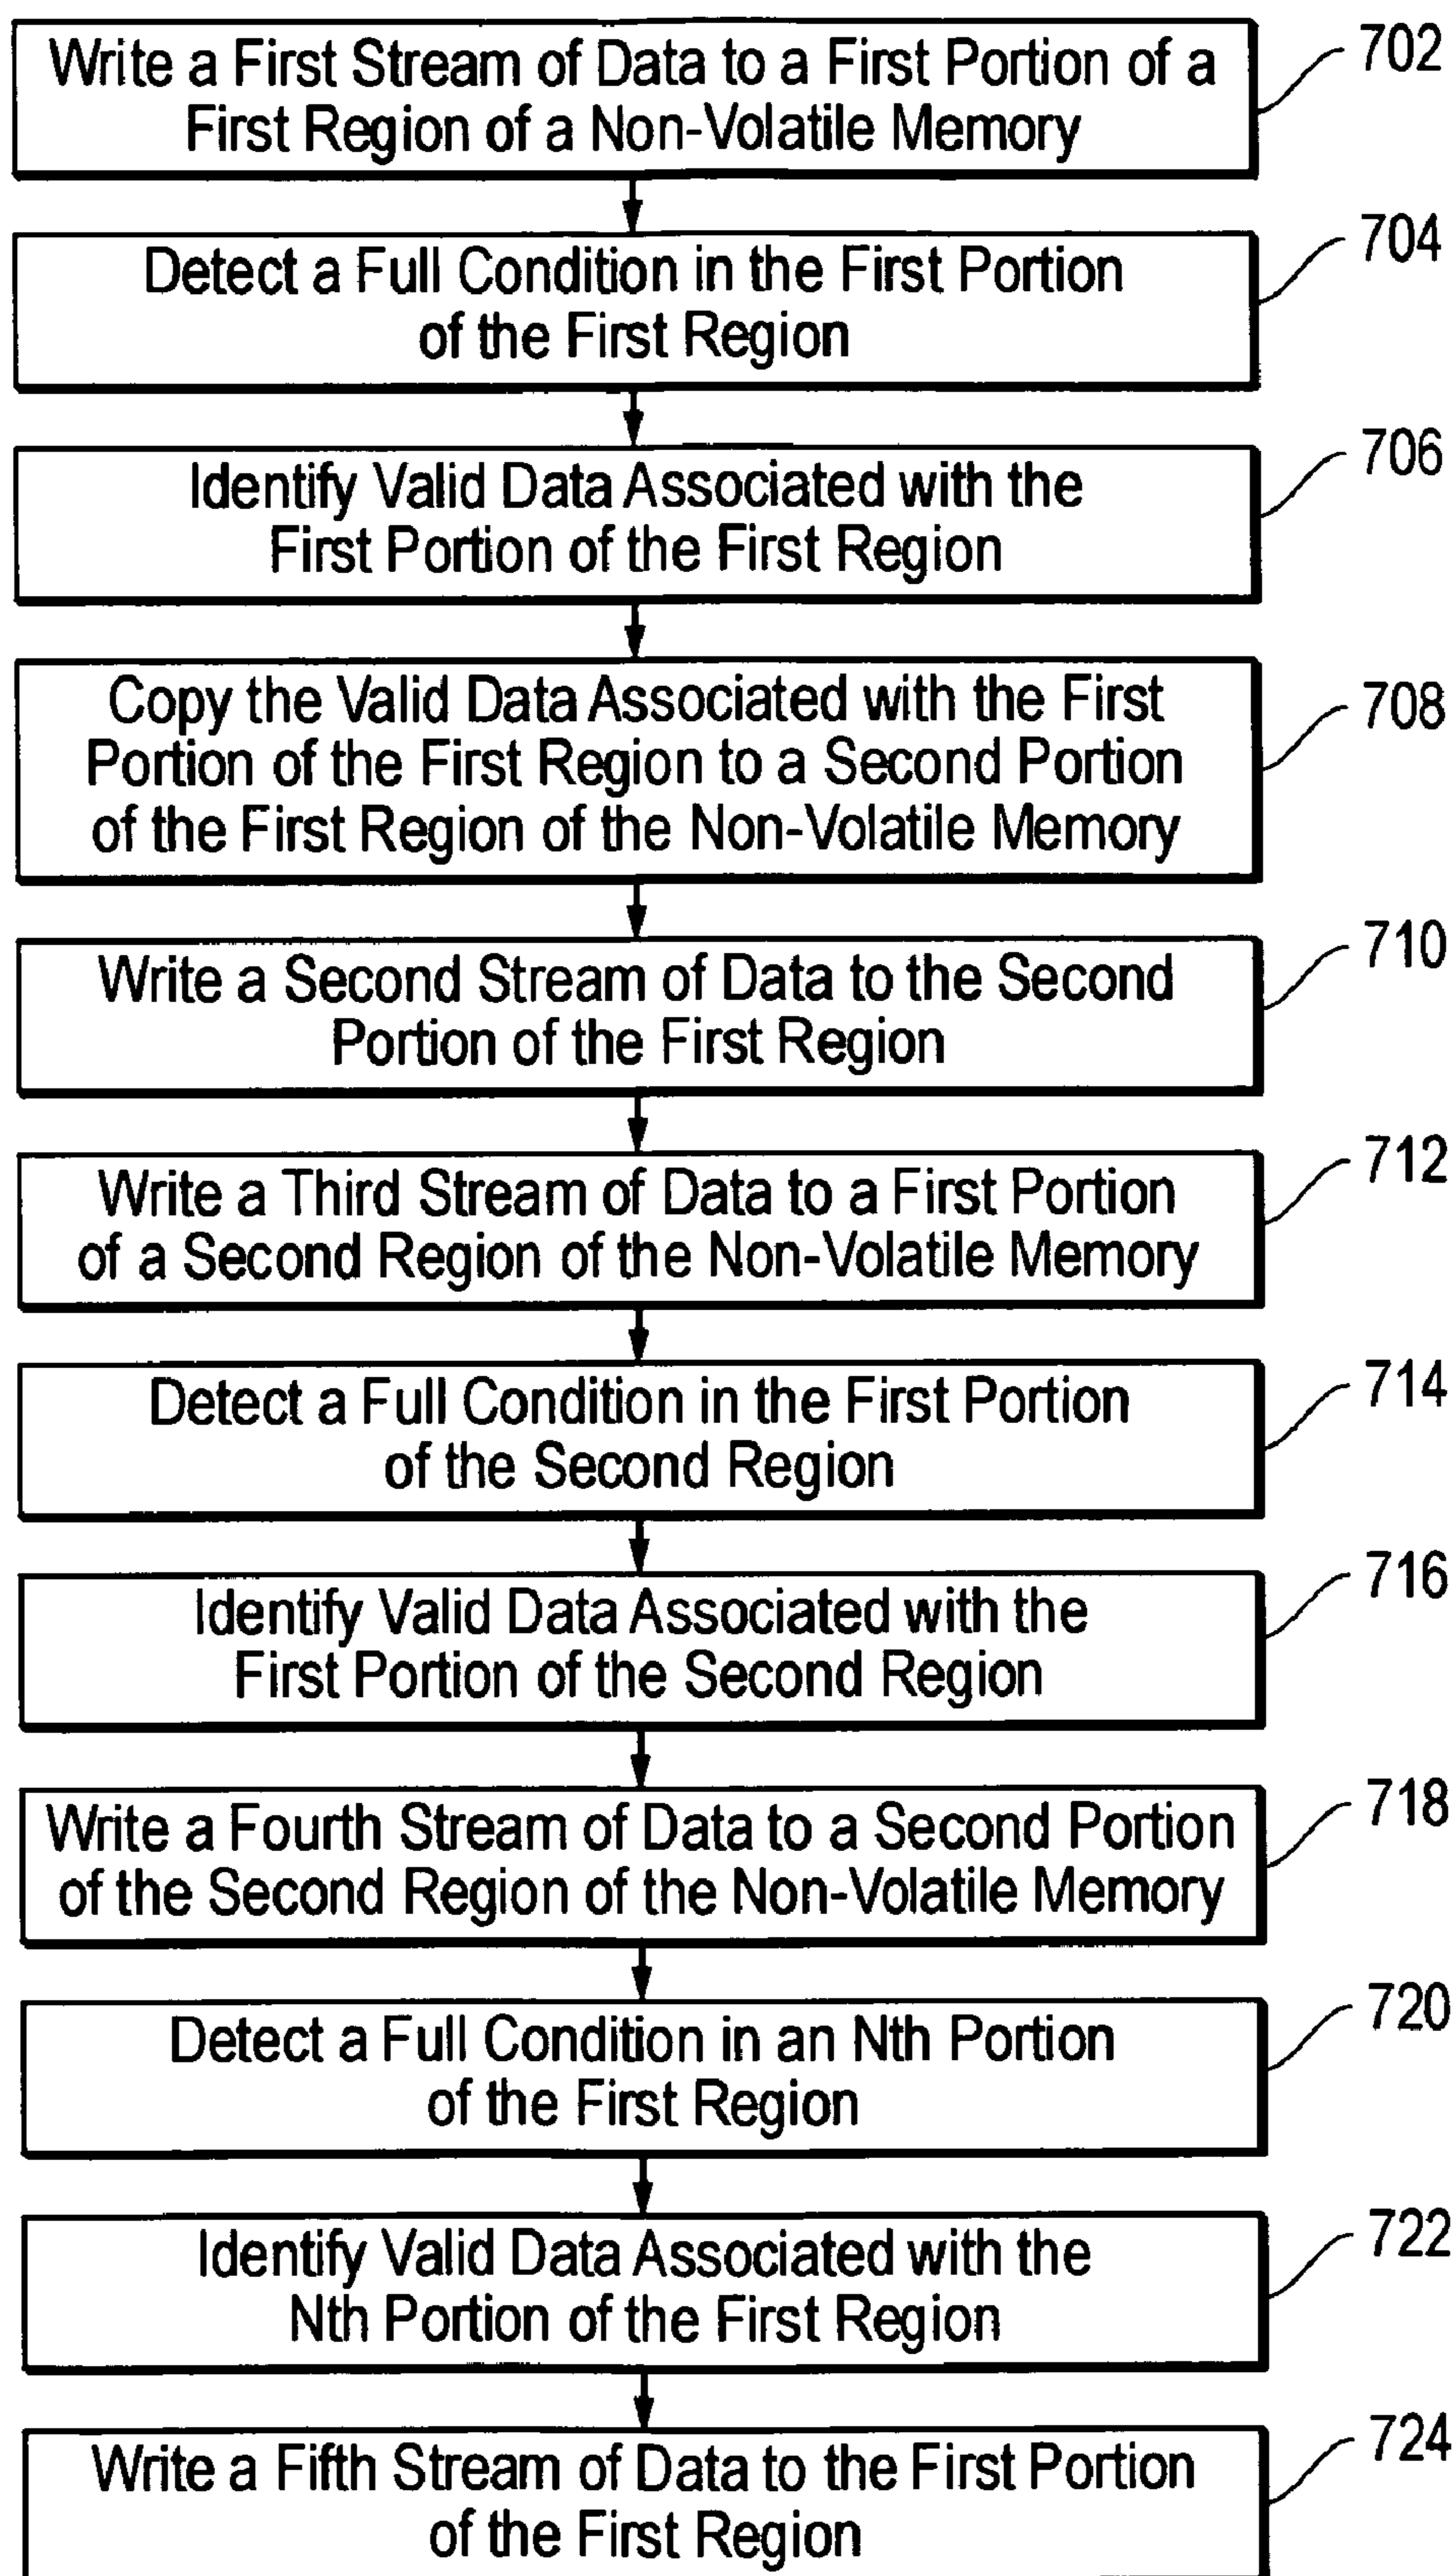 Write a First Stream of Data to a First Portion of a
First Region of a Non-Volatile Memory
702
Detect a Full Condition in the First Portion
of the First Region
704
Identify Valid Data Associated with the
First Portion of the First Region
706
Copy the Valid Data Associated with the First
Portion of the First Region to a Second Portion
of the First Region of the Non-Volatile Memory
708
Write a Second Stream of Data to the Second
Portion of the First Region
710
Write a Third Stream of Data to a First Portion
of a Second Region of the Non-Volatile Memory
712
Detect a Full Condition in the First Portion
of the Second Region
714
Identify Valid Data Associated with the
First Portion of the Second Region
716
Write a Fourth Stream of Data to a Second Portion
of the Second Region of the Non-Volatile Memory
718
Detect a Full Condition in an Nth Portion
of the First Region
720
Identify Valid Data Associated with the
Nth Portion of the First Region
722
Write a Fifth Stream of Data to the First Portion
of the First Region
724